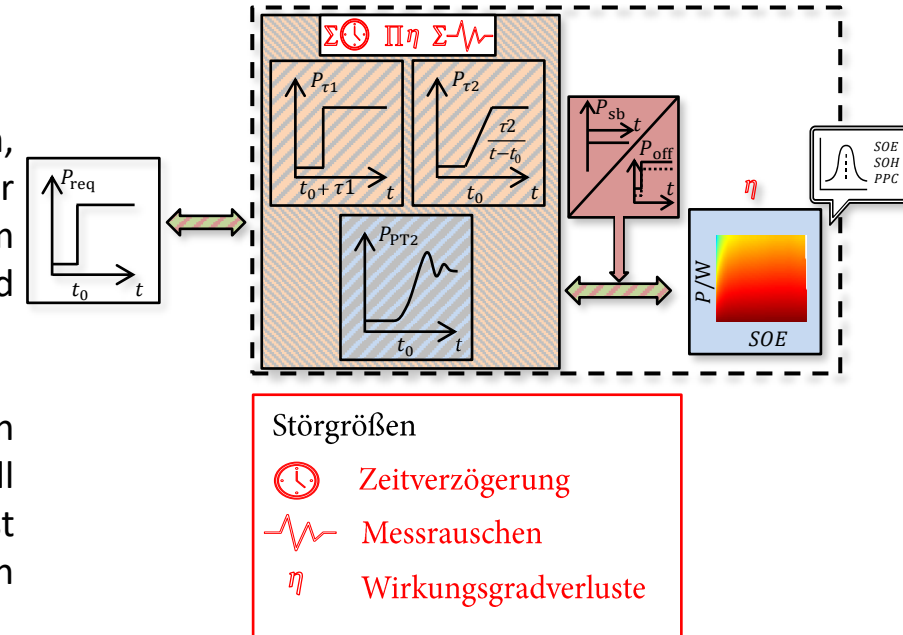 Σ Πη Σ
P_τ1
t_0 + τ1 t
P_τ2
τ2
t−t_0
t_0 t
P_PT2
t_0 t
P_req
t_0 t
P_sb
t
P_off
t
η
P/W
SOE
SOE
SOH
PPC
Störgrößen
Zeitverzögerung
Messrauschen
η Wirkungsgradverluste